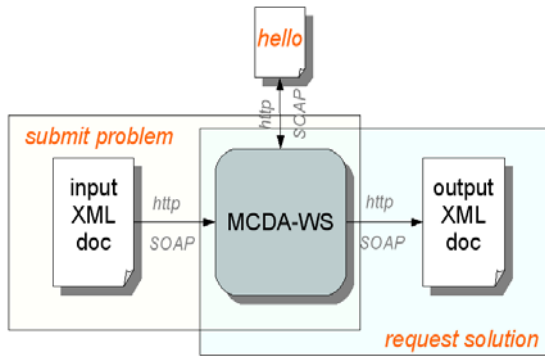 hello
http
SOAP
submit problem
input
XML
doc
http
SOAP
MCDA-WS
http
SOAP
output
XML
doc
request solution